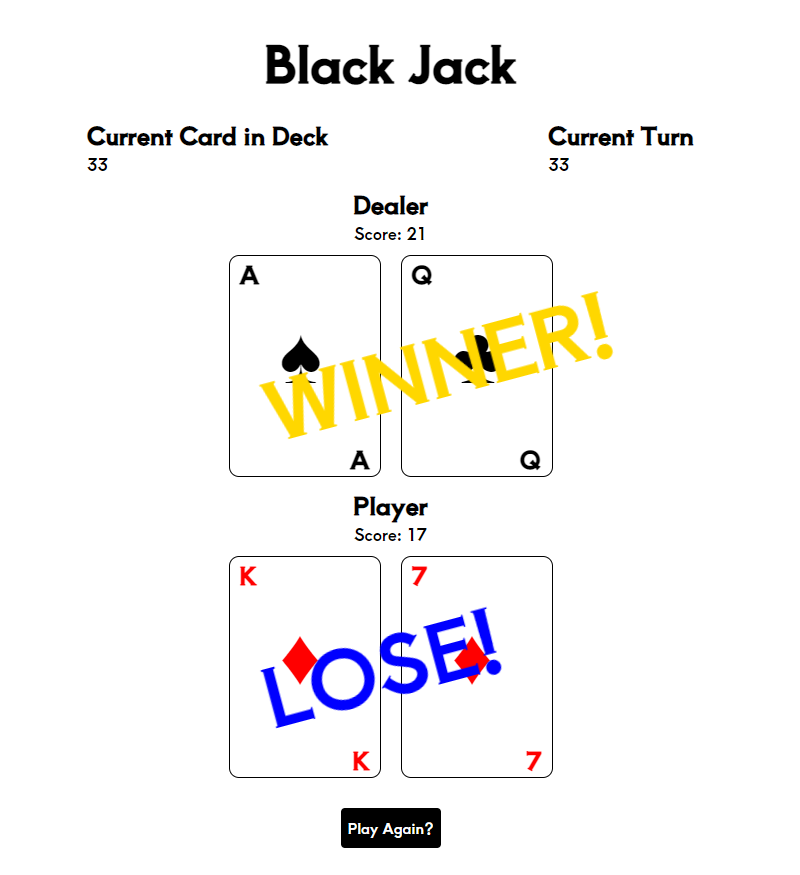 Black Jack
Current Card in Deck
33
Current Turn
33
Dealer
Score: 21
A
Q
WINNER!
A
Q
Player
Score: 17
K
7
LOSE!
K
7
Play Again?